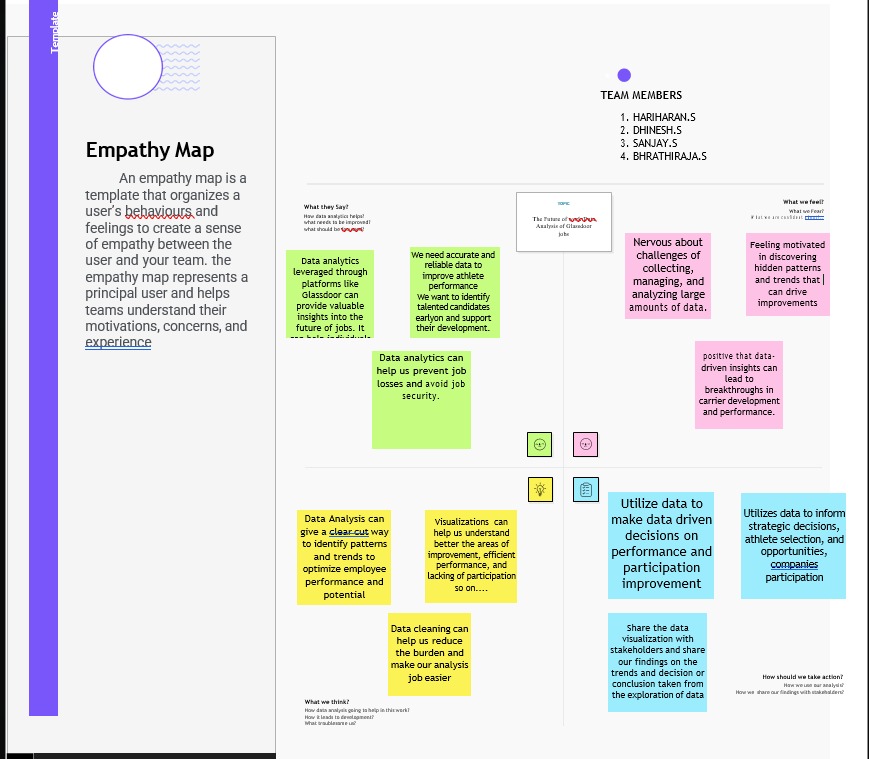 Template
Empathy Map
An empathy map is a
template that organizes a
user's behaviours and
feelings to create a sense
of empathy between the
user and your team. the
empathy map represents a
principal user and helps
teams understand their
motivations, concerns, and
experience
TEAM MEMBERS
1. HARIHARAN.S
2. DHINESH.S
3. SANJAY.S
4. BHRATHIRAJA.S
What they Say?
How data analytics helps?
what needs to be improved?
what should be
TOPIC
The Future of
Analysis of Glassdoor
jobs
What we feel?
What we Fear?
What we are confident
Data analytics
leveraged through
platforms like
Glassdoor can
provide valuable
insights into the
future of jobs. It
can help individuals
We need accurate and
reliable data to
improve athlete
performance
We want to identify
talented candidates
earlyon and support
their development.
Data analytics can
help us prevent job
losses and avoid job
security.
Nervous about
challenges of
collecting,
managing, and
analyzing large
amounts of data.
Feeling motivated
in discovering
hidden patterns
and trends that
can drive
improvements
positive that data-
driven insights can
lead to
breakthroughs in
carrier development
and performance.
Data Analysis can
give a clear cut way
to identify patterns
and trends to
optimize employee
performance and
potential
Visualizations can
help us understand
better the areas of
improvement, efficient
performance, and
lacking of participation
so on....
Data cleaning can
help us reduce
the burden and
make our analysis
job easier
What we think?
How data analysis going to help in this work?
How it leads to development?
What troublesome us?
Utilize data to
make data driven
decisions on
performance and
participation
improvement
Utilizes data to inform
strategic decisions,
athlete selection, and
opportunities,
companies
participation
Share the data
visualization with
stakeholders and share
our findings on the
trends and decision or
conclusion taken from
the exploration of data
How should we take action?
How we use our analysis?
How we share our findings with stakeholders?